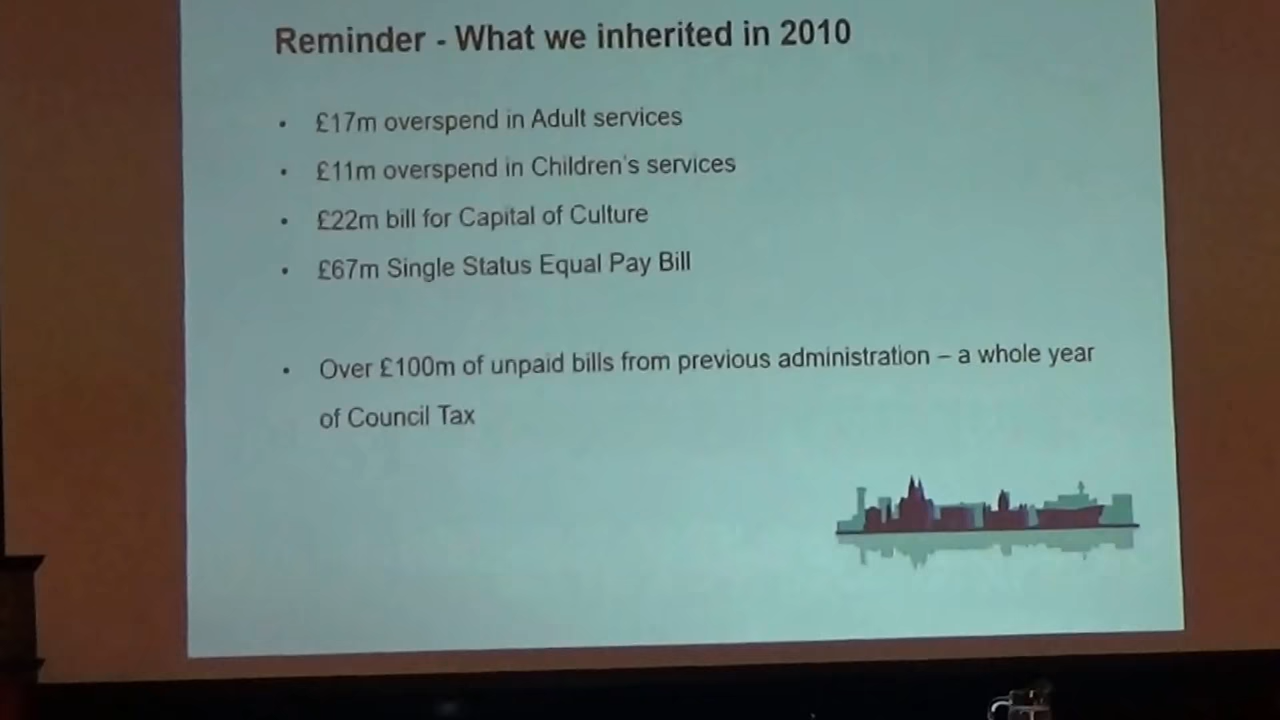 Reminder - What we inherited in 2010
• £17m overspend in Adult services
• £11m overspend in Children's services
• £22m bill for Capital of Culture
• £67m Single Status Equal Pay Bill
• Over £100m of unpaid bills from previous administration – a whole year
of Council Tax